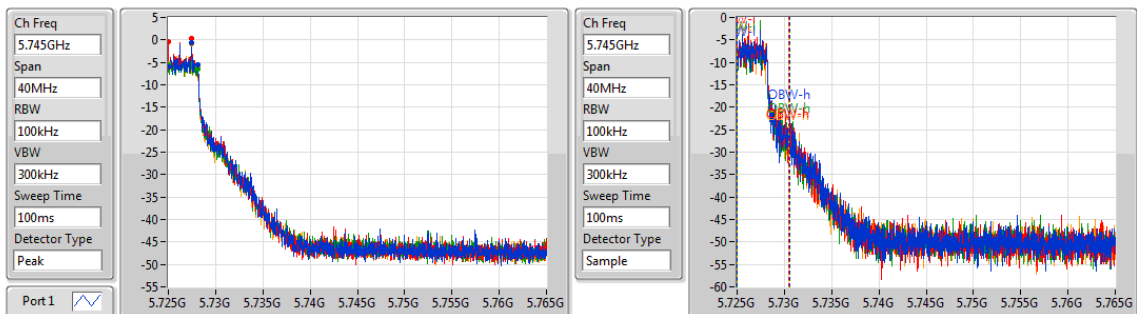 Ch Freq
5.745GHz
Span
40MHz
RBW
100kHz
VBW
300kHz
Sweep Time
100ms
Detector Type
Peak
Port 1
5
0
-5
-10
-15
-20
-25
-30
-35
-40
-45
-50
-55
5.725G 5.73G 5.735G 5.74G 5.745G 5.75G 5.755G 5.76G 5.765G
Ch Freq
5.745GHz
Span
40MHz
RBW
100kHz
VBW
300kHz
Sweep Time
100ms
Detector Type
Sample
0
-5
-10
-15
-20
-25
-30
-35
-40
-45
-50
-55
-60
OBW-h
OBW-h
OBW-h
5.725G 5.73G 5.735G 5.74G 5.745G 5.75G 5.755G 5.76G 5.765G